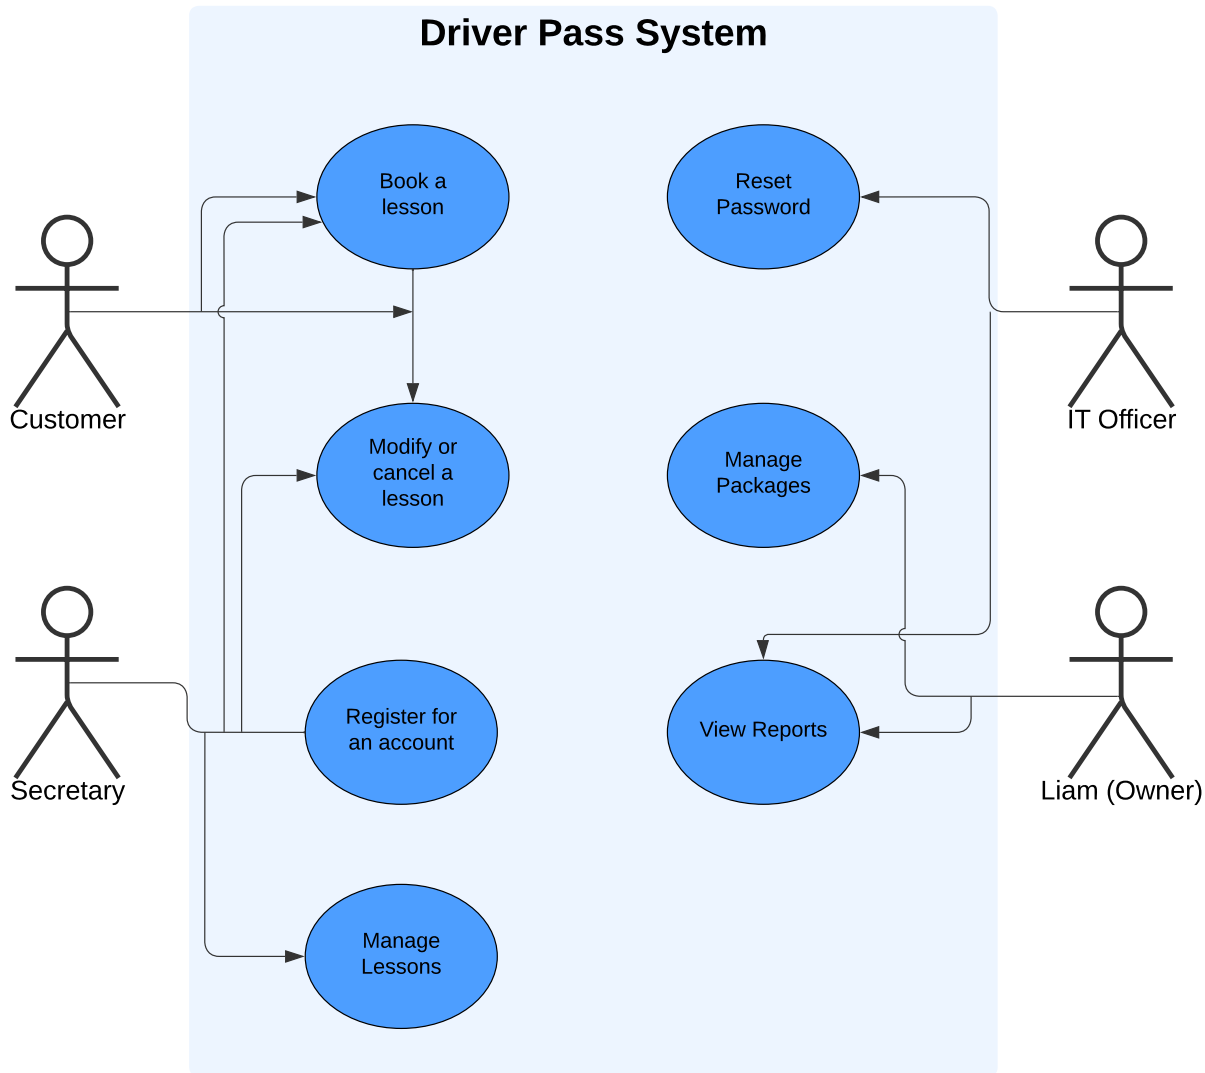 Driver Pass System
Book a
lesson
Reset
Password
Customer
IT Officer
Modify or
cancel a
lesson
Manage
Packages
Secretary
Register for
an account
View Reports
Liam (Owner)
Manage
Lessons